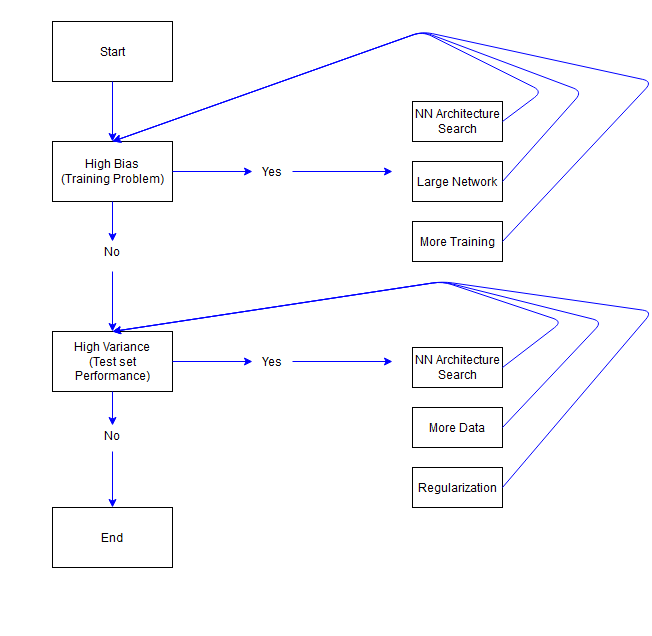 Start
High Bias
(Training Problem)
Yes
NN Architecture
Search
Large Network
More Training
No
High Variance
(Test set
Performance)
Yes
NN Architecture
Search
More Data
Regularization
No
End